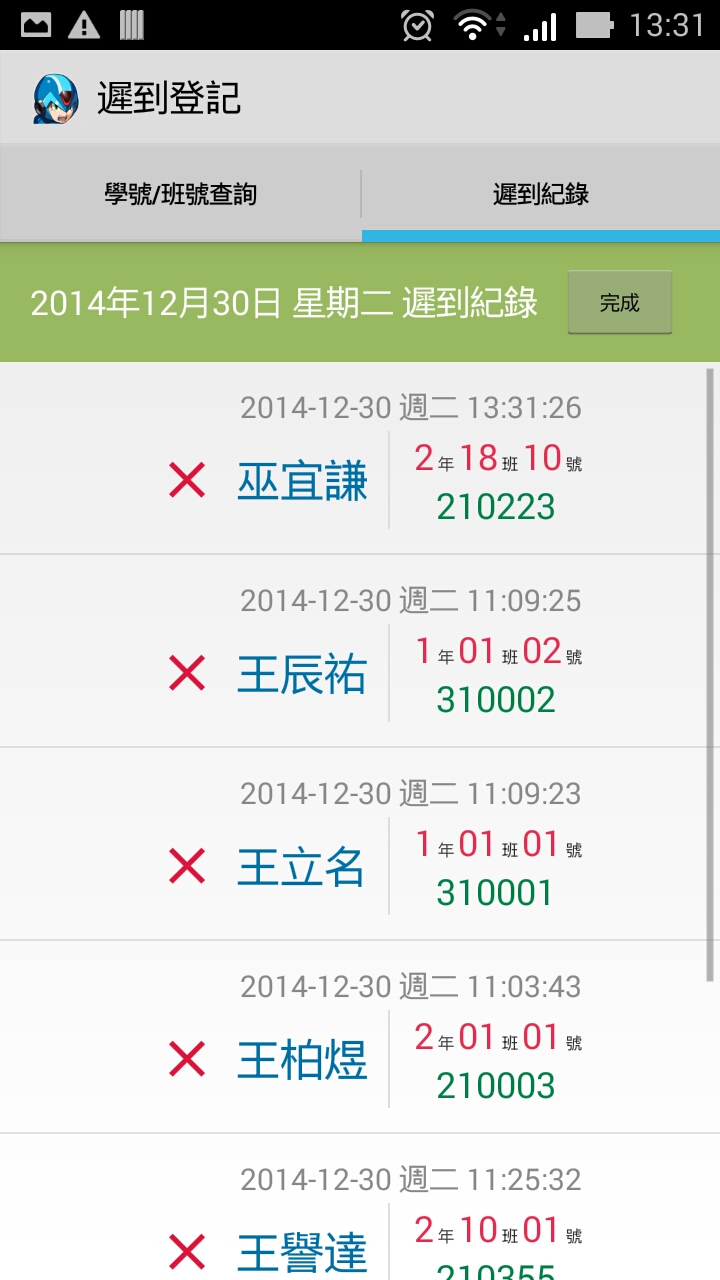 13:31
遲到登記
學號/班號查詢
遲到紀錄
2014年12月30日 星期二 遲到紀錄
完成
2014-12-30 週二 13:31:26
巫宜謙
2年18班10號
210223
2014-12-30 週二 11:09:25
王辰祐
1年01班02號
310002
2014-12-30 週二 11:09:23
王立名
1年01班01號
310001
2014-12-30 週二 11:03:43
王柏煜
2年01班01號
210003
2014-12-30 週二 11:25:32
王譽達
2年10班01號
210355